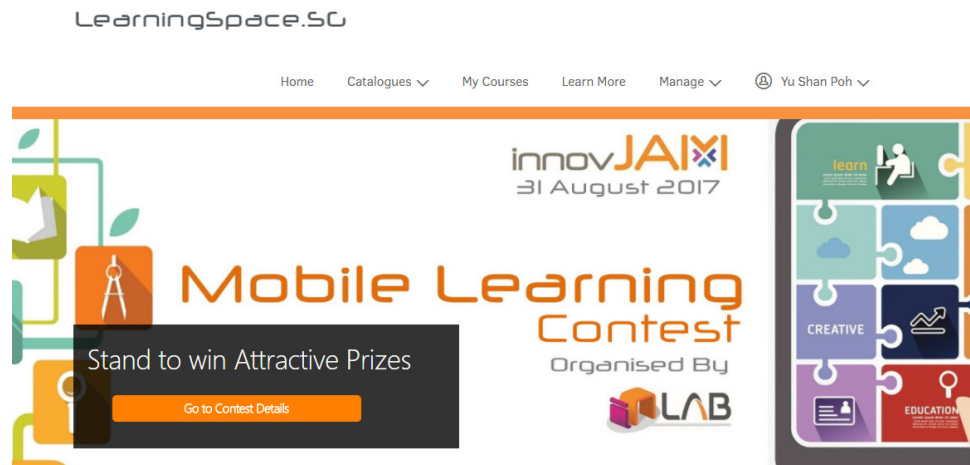 LearningSpace.SG
Home Catalogues My Courses Learn More Manage Yu Shan Poh
innovJAM
31 August 2017
Mobile Learning
Contest
Organised By
LAB
Stand to win Attractive Prizes
Go to Contest Details
learn
CREATIVE
EDUCATION